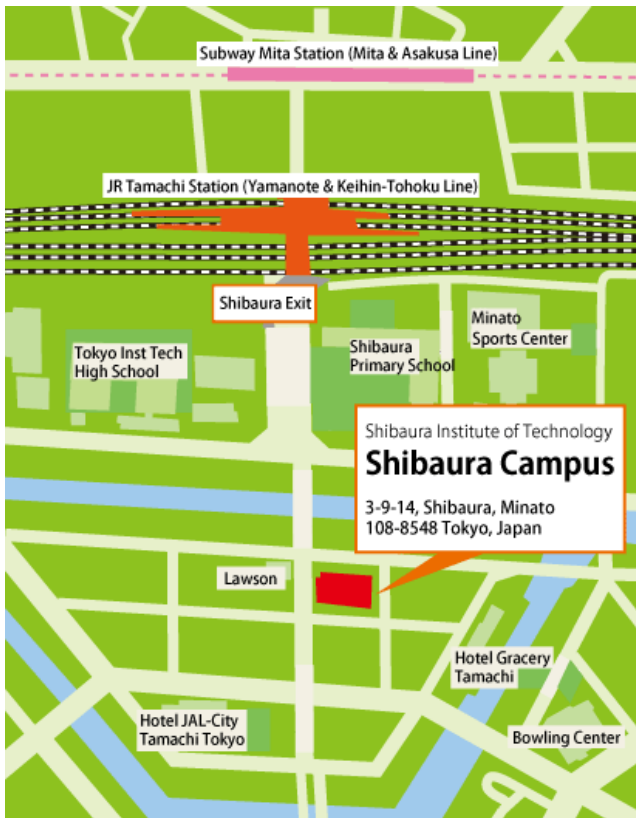 Subway Mita Station (Mita & Asakusa Line)
JR Tamachi Station (Yamanote & Keihin-Tohoku Line)
Shibaura Exit
Minato
Sports Center
Tokyo Inst Tech
High School
Shibaura
Primary School
Shibaura Institute of Technology
Shibaura Campus
3-9-14, Shibaura, Minato
108-8548 Tokyo, Japan
Lawson
Hotel Gracery
Tamachi
Hotel JAL-City
Tamachi Tokyo
Bowling Center